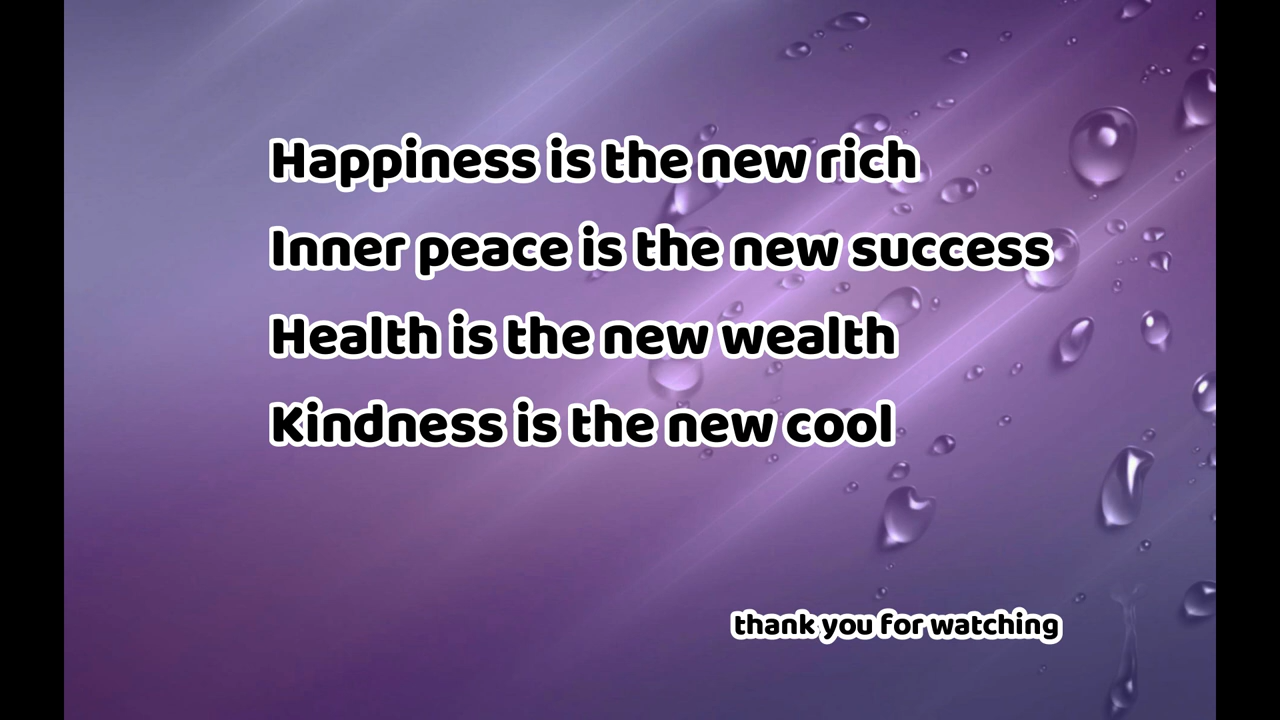 Happiness is the new rich
Inner peace is the new success
Health is the new wealth
Kindness is the new cool
thank you for watching